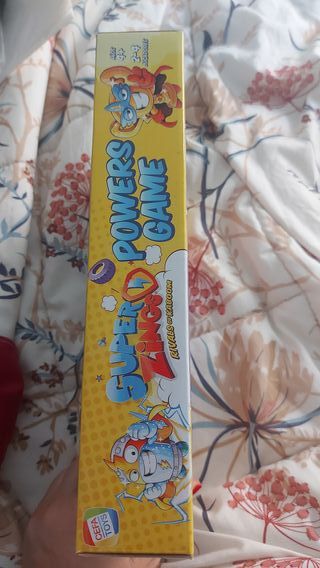 SUPER
ZINGS
RIVALS OF KABOOM
POWERS
GAME
CEFA
TOYS